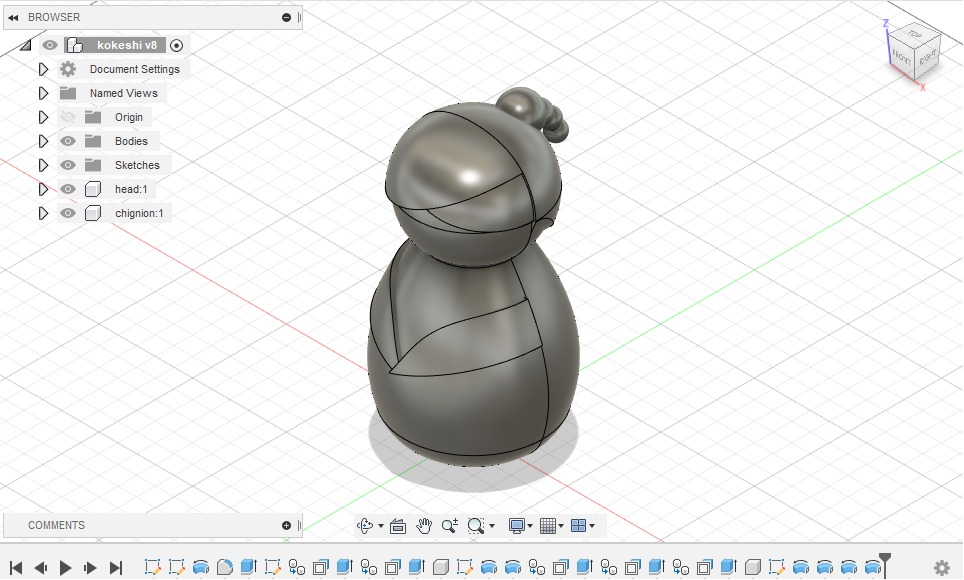 BROWSER
kokeshi v8
Document Settings
Named Views
Origin
Bodies
Sketches
head:1
chignion:1
Z
TOP
FRONT
RIGHT
X
COMMENTS